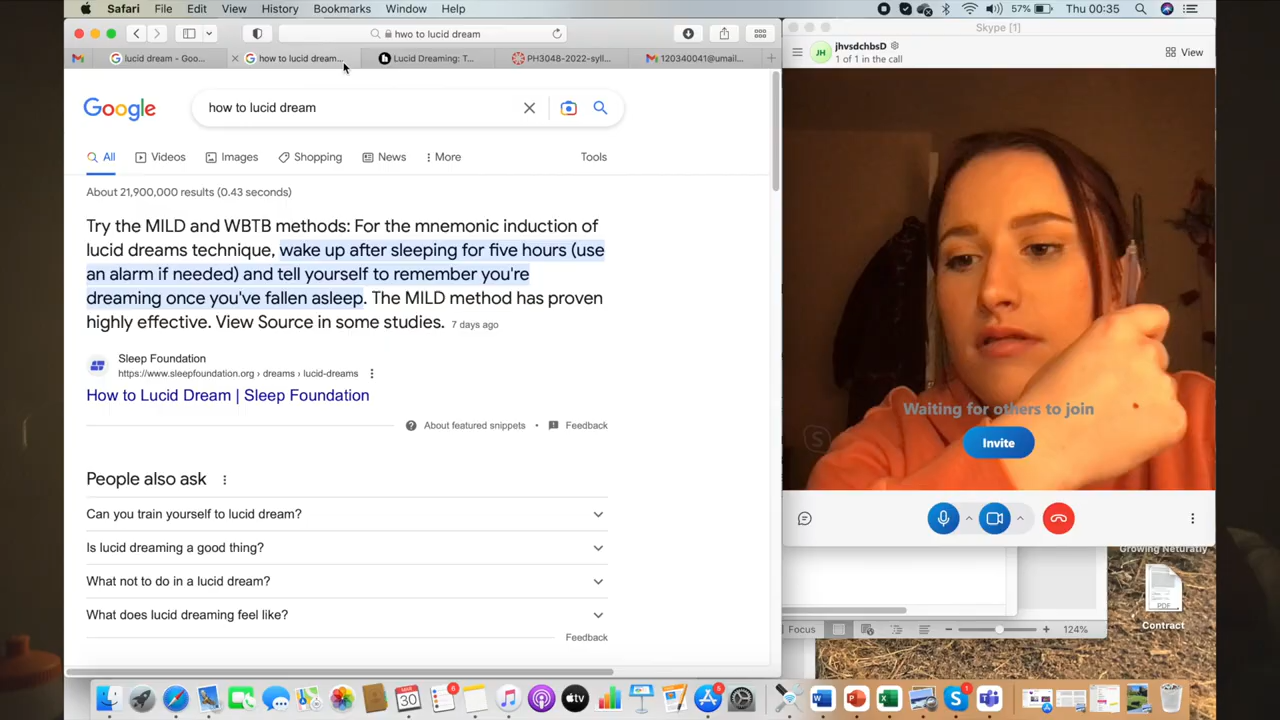 Safari File Edit View History Bookmarks Window Help
57% Thu 00:35
hwo to lucid dream
lucid dream - Goo...
how to lucid dream...
Lucid Dreaming: T...
PH3048-2022-syll...
120340041@umail...
Google
how to lucid dream
All Videos Images Shopping News More Tools
About 21,900,000 results (0.43 seconds)
Try the MILD and WBTB methods: For the mnemonic induction of
lucid dreams technique, wake up after sleeping for five hours (use
an alarm if needed) and tell yourself to remember you're
dreaming once you've fallen asleep. The MILD method has proven
highly effective. View Source in some studies. 7 days ago
Sleep Foundation
https://www.sleepfoundation.org › dreams › lucid-dreams
How to Lucid Dream | Sleep Foundation
About featured snippets • Feedback
People also ask
Can you train yourself to lucid dream?
Is lucid dreaming a good thing?
What not to do in a lucid dream?
What does lucid dreaming feel like?
Feedback
Skype [1]
JH
jhvsdchbsD
1 of 1 in the call
View
Waiting for others to join
Invite
Growing Neturatly
PDF
Contract
Focus
124%
30
8
5
1
tv